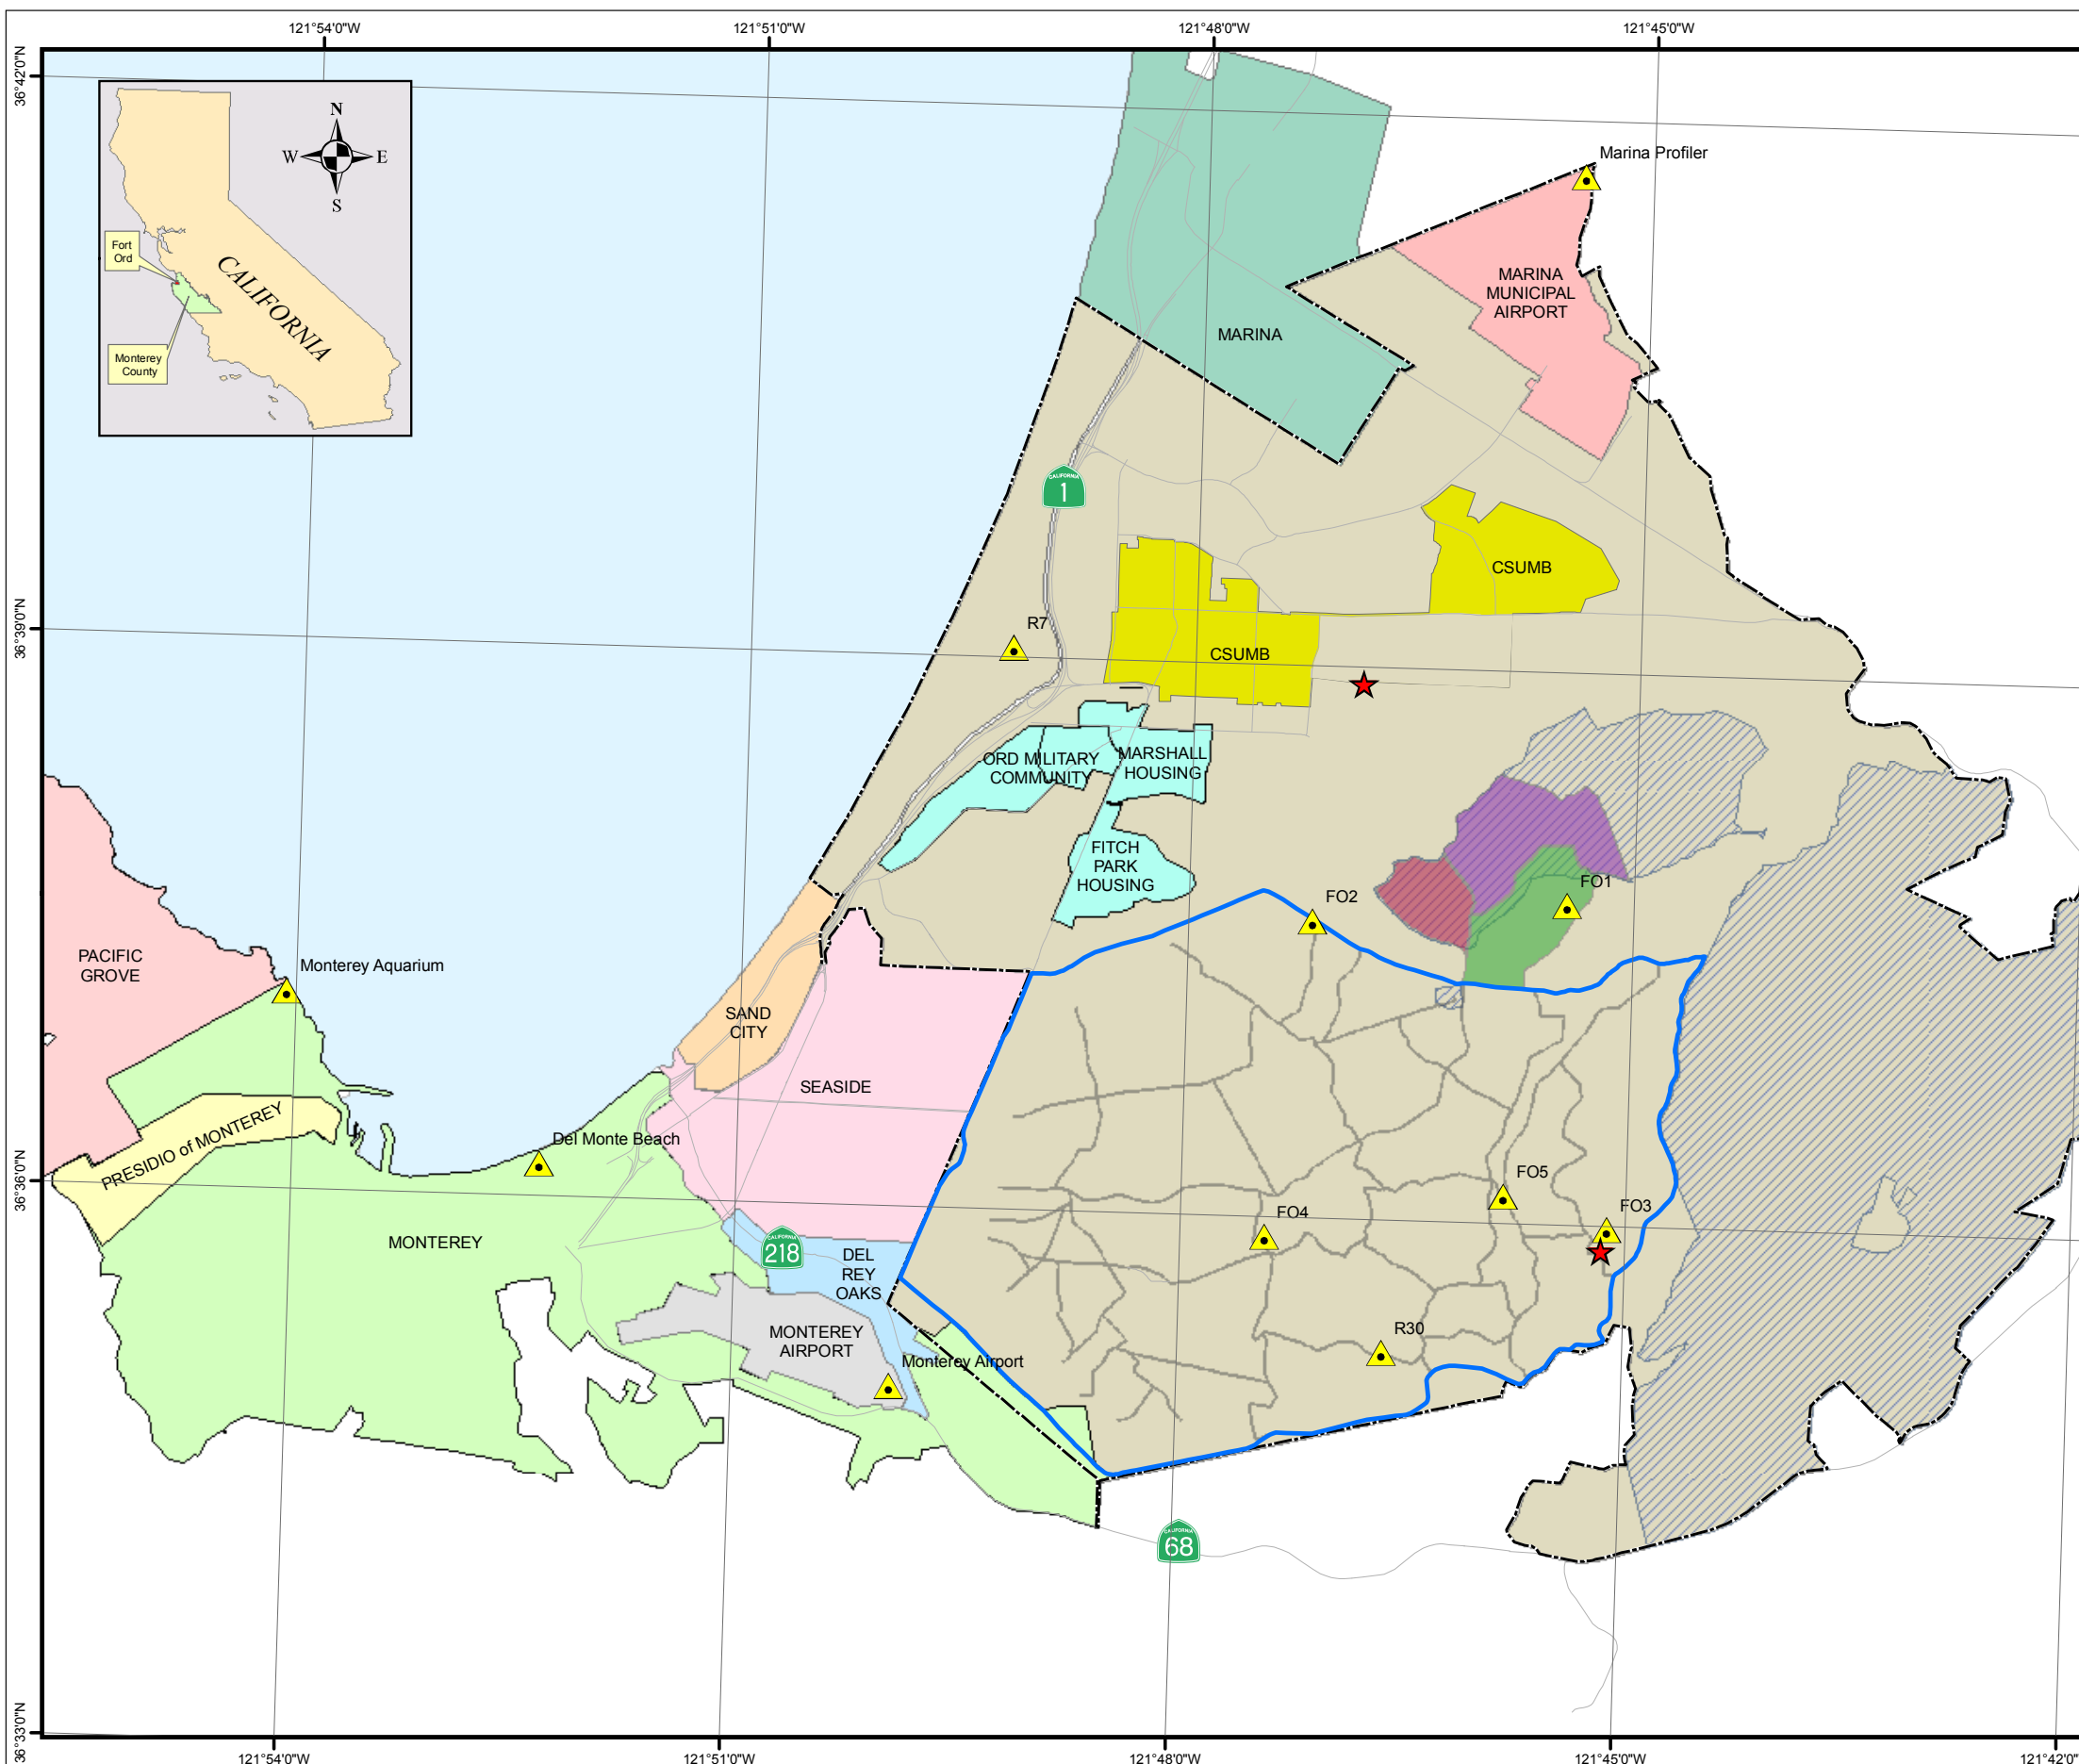 121°54'0"W
121°51'0"W
121°48'0"W
121°45'0"W
36°42'0"N
N
W
E
S
Fort
Ord
CALIFORNIA
Monterey
County
Marina Profiler
MARINA
MUNICIPAL
AIRPORT
MARINA
CALIFORNIA
1
CSUMB
36°39'0"N
R7
CSUMB
ORD MILITARY
COMMUNITY
MARSHALL
HOUSING
FITCH
PARK
HOUSING
FO1
FO2
PACIFIC
GROVE
Monterey Aquarium
SAND
CITY
SEASIDE
PRESIDIO of MONTEREY
Del Monte Beach
36°36'0"N
FO5
FO3
FO4
MONTEREY
CALIFORNIA
218
DEL
REY
OAKS
MONTEREY
AIRPORT
Monterey Airport
R30
CALIFORNIA
68
36°33'0"N
121°54'0"W
121°51'0"W
121°48'0"W
121°45'0"W
121°42'0"W